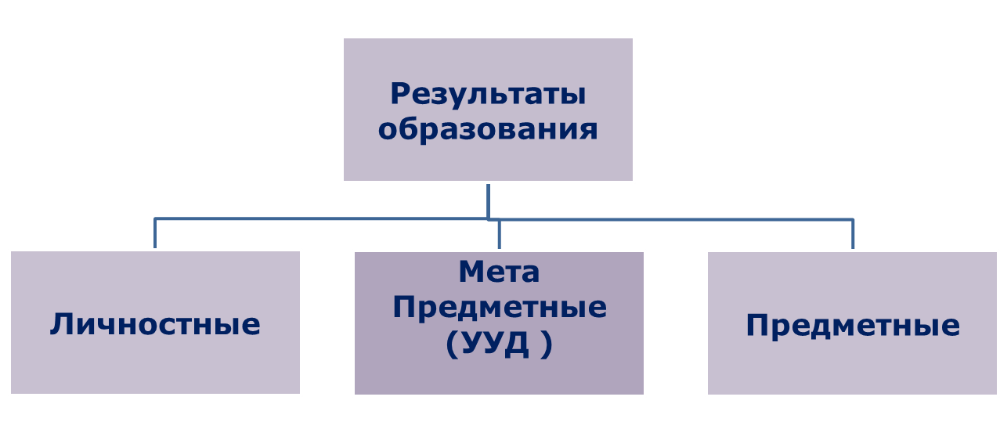 Результаты
образования
Личностные
Мета
Предметные
(УУД )
Предметные